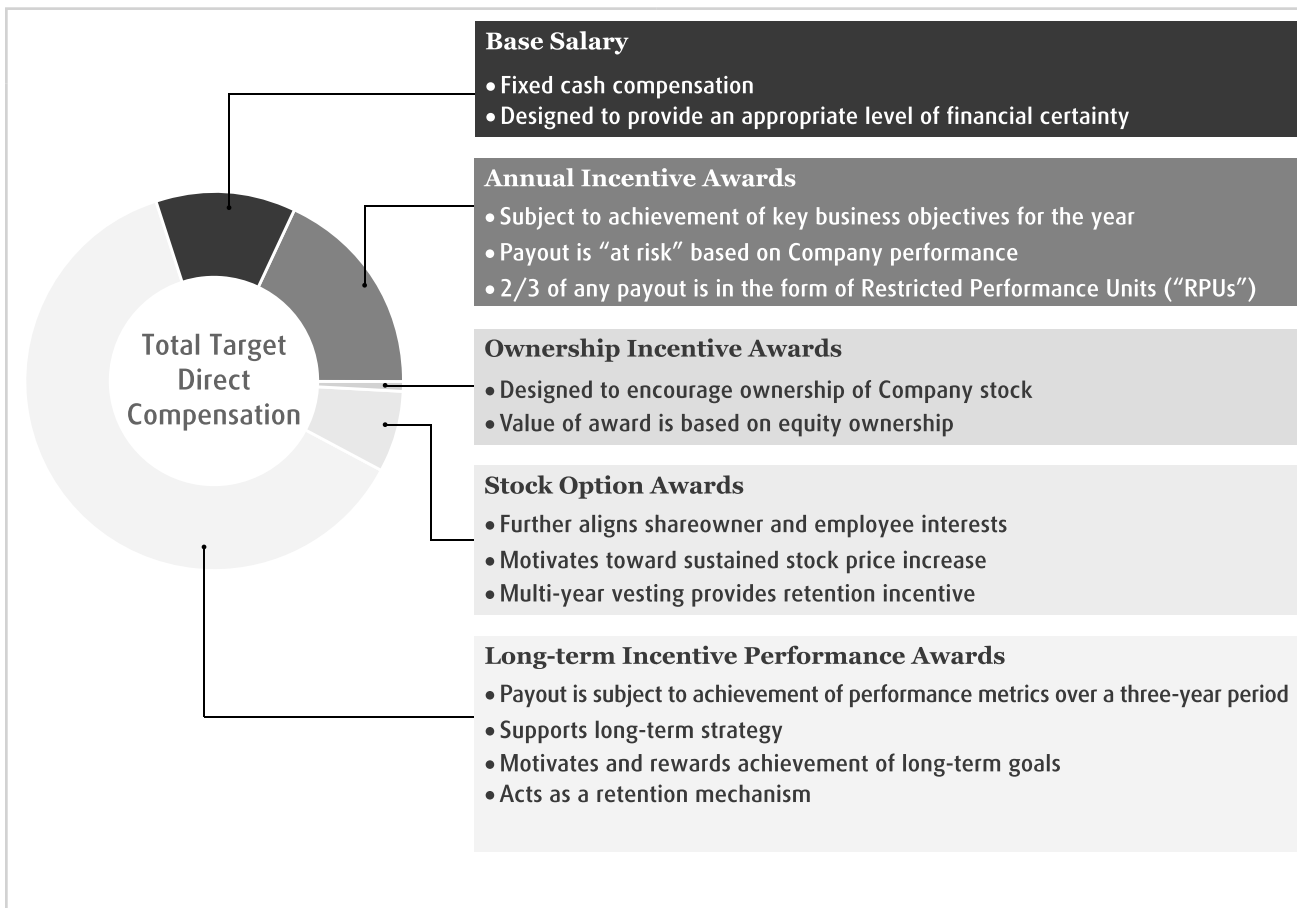 Total Target
Direct
Compensation
Base Salary
• Fixed cash compensation
• Designed to provide an appropriate level of financial certainty
Annual Incentive Awards
• Subject to achievement of key business objectives for the year
• Payout is “at risk” based on Company performance
• 2/3 of any payout is in the form of Restricted Performance Units (“RPUs”)
Ownership Incentive Awards
• Designed to encourage ownership of Company stock
• Value of award is based on equity ownership
Stock Option Awards
• Further aligns shareowner and employee interests
• Motivates toward sustained stock price increase
• Multi-year vesting provides retention incentive
Long-term Incentive Performance Awards
• Payout is subject to achievement of performance metrics over a three-year period
• Supports long-term strategy
• Motivates and rewards achievement of long-term goals
• Acts as a retention mechanism